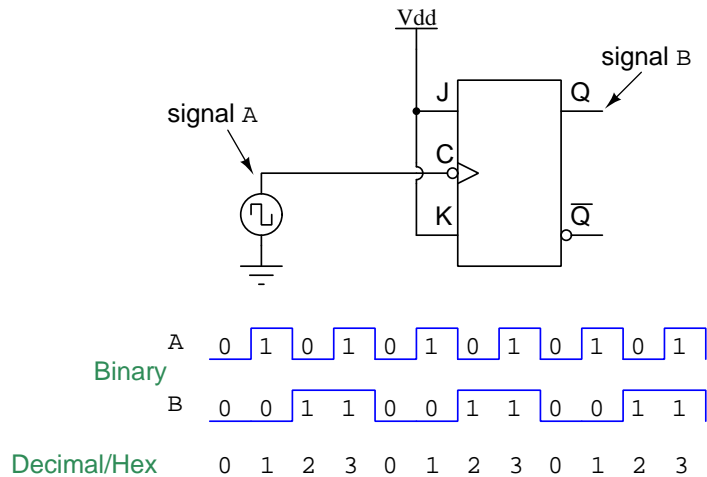 Vdd
signal B
J Q
signal A
C
K Q̅
A 0 1 0 1 0 1 0 1 0 1 0 1
Binary
B 0 0 1 1 0 0 1 1 0 0 1 1
Decimal/Hex 0 1 2 3 0 1 2 3 0 1 2 3